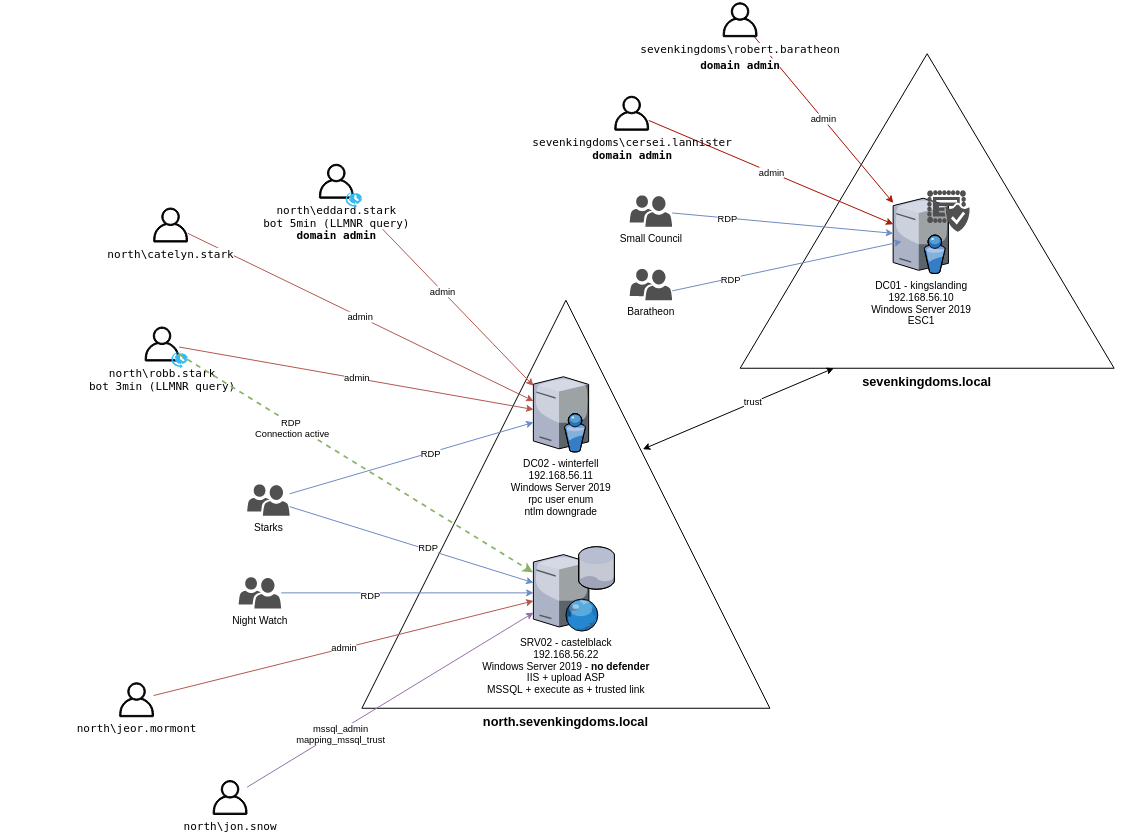 sevenkingdoms\robert.baratheon
domain admin
admin
sevenkingdoms\cersei.lannister
domain admin
admin
north\eddard.stark
bot 5min (LLMNR query)
domain admin
admin
north\catelyn.stark
admin
Small Council
RDP
Baratheon
RDP
DC01 - kingslanding
192.168.56.10
Windows Server 2019
ESC1
sevenkingdoms.local
trust
north\robb.stark
bot 3min (LLMNR query)
admin
RDP
Connection active
RDP
DC02 - winterfell
192.168.56.11
Windows Server 2019
rpc user enum
ntlm downgrade
Starks
RDP
Night Watch
RDP
admin
SRV02 - castelblack
192.168.56.22
Windows Server 2019 - no defender
IIS + upload ASP
MSSQL + execute as + trusted link
north.sevenkingdoms.local
north\jeor.mormont
mssql_admin
mapping_mssql_trust
north\jon.snow